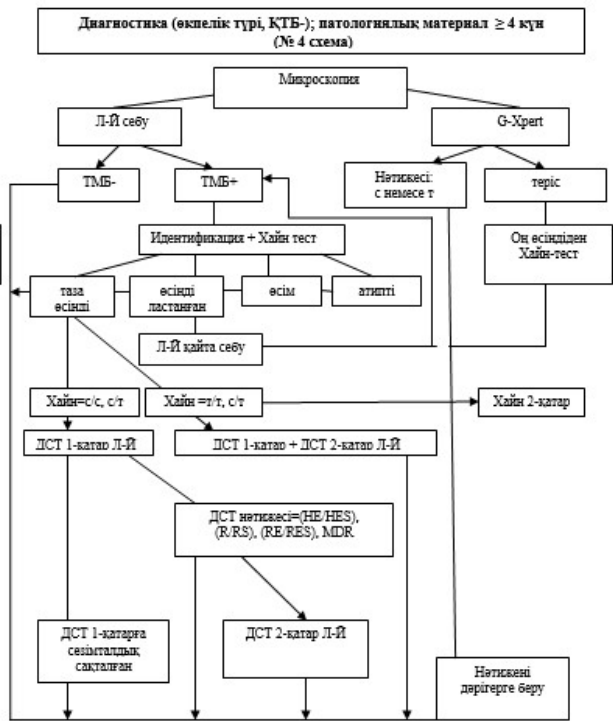 Диагностика (өкпелік түрі, ҚТБ-); патологиялық материал ≥ 4 күн
(№ 4 схема)
Микроскопия
Л-Й себу
G-Xpert
ТМБ-
ТМБ+
Нәтижесі:
с немесе т
теріс
Идентификация + Хайн тест
Оң өсіндіден
Хайн-тест
таза
өсінді
өсінді
ластанған
өсім
атипті
Л-Й қайта себу
Хайн=с/с, с/т
Хайн =т/т, с/т
Хайн 2-қатар
ДСТ 1-қатар Л-Й
ДСТ 1-қатар + ДСТ 2-қатар Л-Й
ДСТ нәтижесі=(HE/HES),
(R/RS), (RE/RES), MDR
ДСТ 1-қатарға
сезімталдық
сақталған
ДСТ 2-қатар Л-Й
Нәтижені
дәрігерге беру